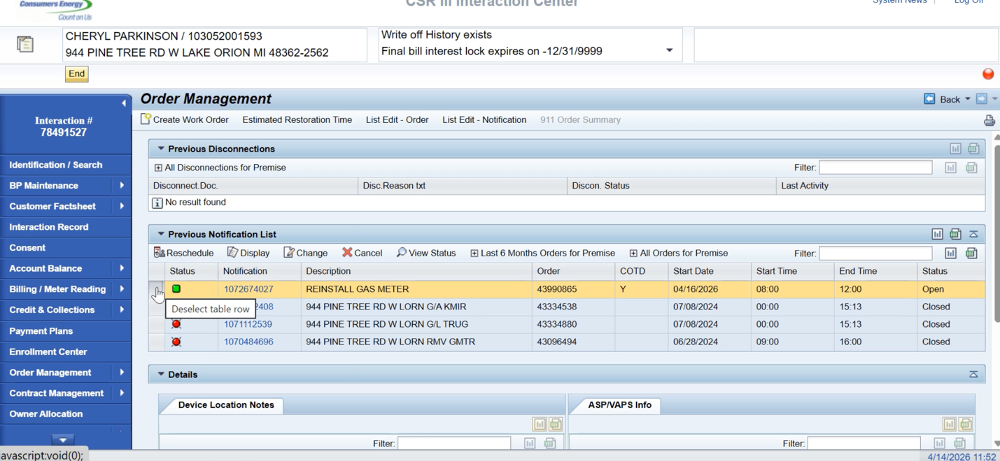 Consumers Energy
Count on Us
CSR III Interaction Center
System News | Log Off
CHERYL PARKINSON / 103052001593
944 PINE TREE RD W LAKE ORION MI 48362-2562
Write off History exists
Final bill interest lock expires on -12/31/9999
End
Interaction #
78491527
Identification / Search
BP Maintenance
Customer Factsheet
Interaction Record
Consent
Account Balance
Billing / Meter Reading
Credit & Collections
Payment Plans
Enrollment Center
Order Management
Contract Management
Owner Allocation
Order Management
Back
Create Work Order Estimated Restoration Time List Edit - Order List Edit - Notification 911 Order Summary
Previous Disconnections
All Disconnections for Premise Filter:
Disconnect.Doc. Disc.Reason txt Discon. Status Last Activity
No result found
Previous Notification List
Reschedule Display Change Cancel View Status Last 6 Months Orders for Premise All Orders for Premise Filter:
Status Notification Description Order COTD Start Date Start Time End Time Status
1072674027 REINSTALL GAS METER 43990865 Y 04/16/2026 08:00 12:00 Open
Deselect table row
2408 944 PINE TREE RD W LORN G/A KMIR 43334538 07/08/2024 00:00 15:13 Closed
1071112539 944 PINE TREE RD W LORN G/L TRUG 43334880 07/08/2024 00:00 15:13 Closed
1070484696 944 PINE TREE RD W LORN RMV GMTR 43096494 06/28/2024 09:00 16:00 Closed
Details
Device Location Notes
Filter:
ASP/VAPS Info
Filter:
avascript:void(0);
4/14/2026 11:52